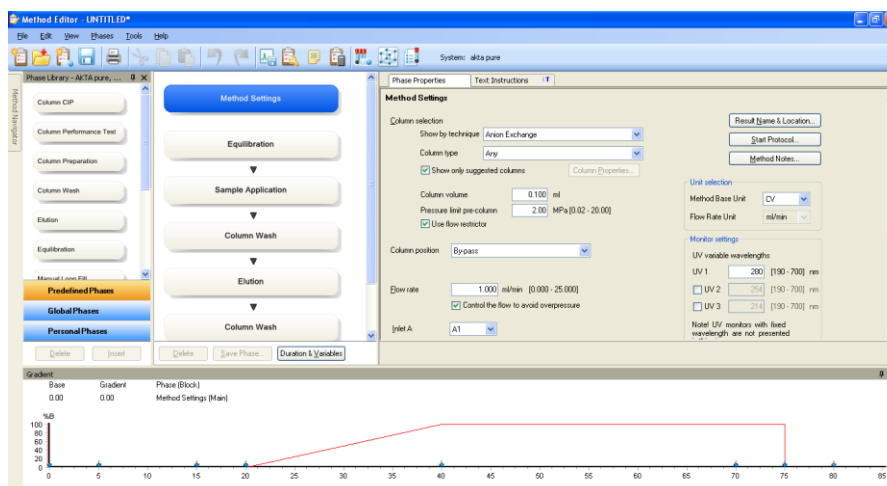 Method Editor - UNTITLED*
File Edit View Phases Tools Help
System: akta pure
Method Navigator
Phase Library - AKTA pure, ...
Column CIP
Column Performance Test
Column Preparation
Column Wash
Elution
Equilibration
Manual Loop Fill
Predefined Phases
Global Phases
Personal Phases
Delete Insert
Method Settings
Equilibration
Sample Application
Column Wash
Elution
Column Wash
Delete Save Phase... Duration & Variables
Phase Properties Text Instructions
Method Settings
Column selection
Show by technique Anion Exchange
Column type Any
Show only suggested columns Column Properties...
Column volume 0.100 ml
Pressure limit pre-column 2.00 MPa [0.02 - 20.00]
Use flow restrictor
Column position By-pass
Flow rate 1.000 ml/min [0.000 - 25.000]
Control the flow to avoid overpressure
Inlet A A1
Result Name & Location...
Start Protocol...
Method Notes...
Unit selection
Method Base Unit CV
Flow Rate Unit ml/min
Monitor settings
UV variable wavelengths
UV 1 280 [190 - 700] nm
UV 2 254 [190 - 700] nm
UV 3 214 [190 - 700] nm
Note! UV monitors with fixed
wavelength are not presented
Gradient
Base Gradient Phase (Block)
0.00 0.00 Method Settings (Main)
%B
100
80
60
40
20
0
0 5 10 15 20 25 30 35 40 45 50 55 60 65 70 75 80 85